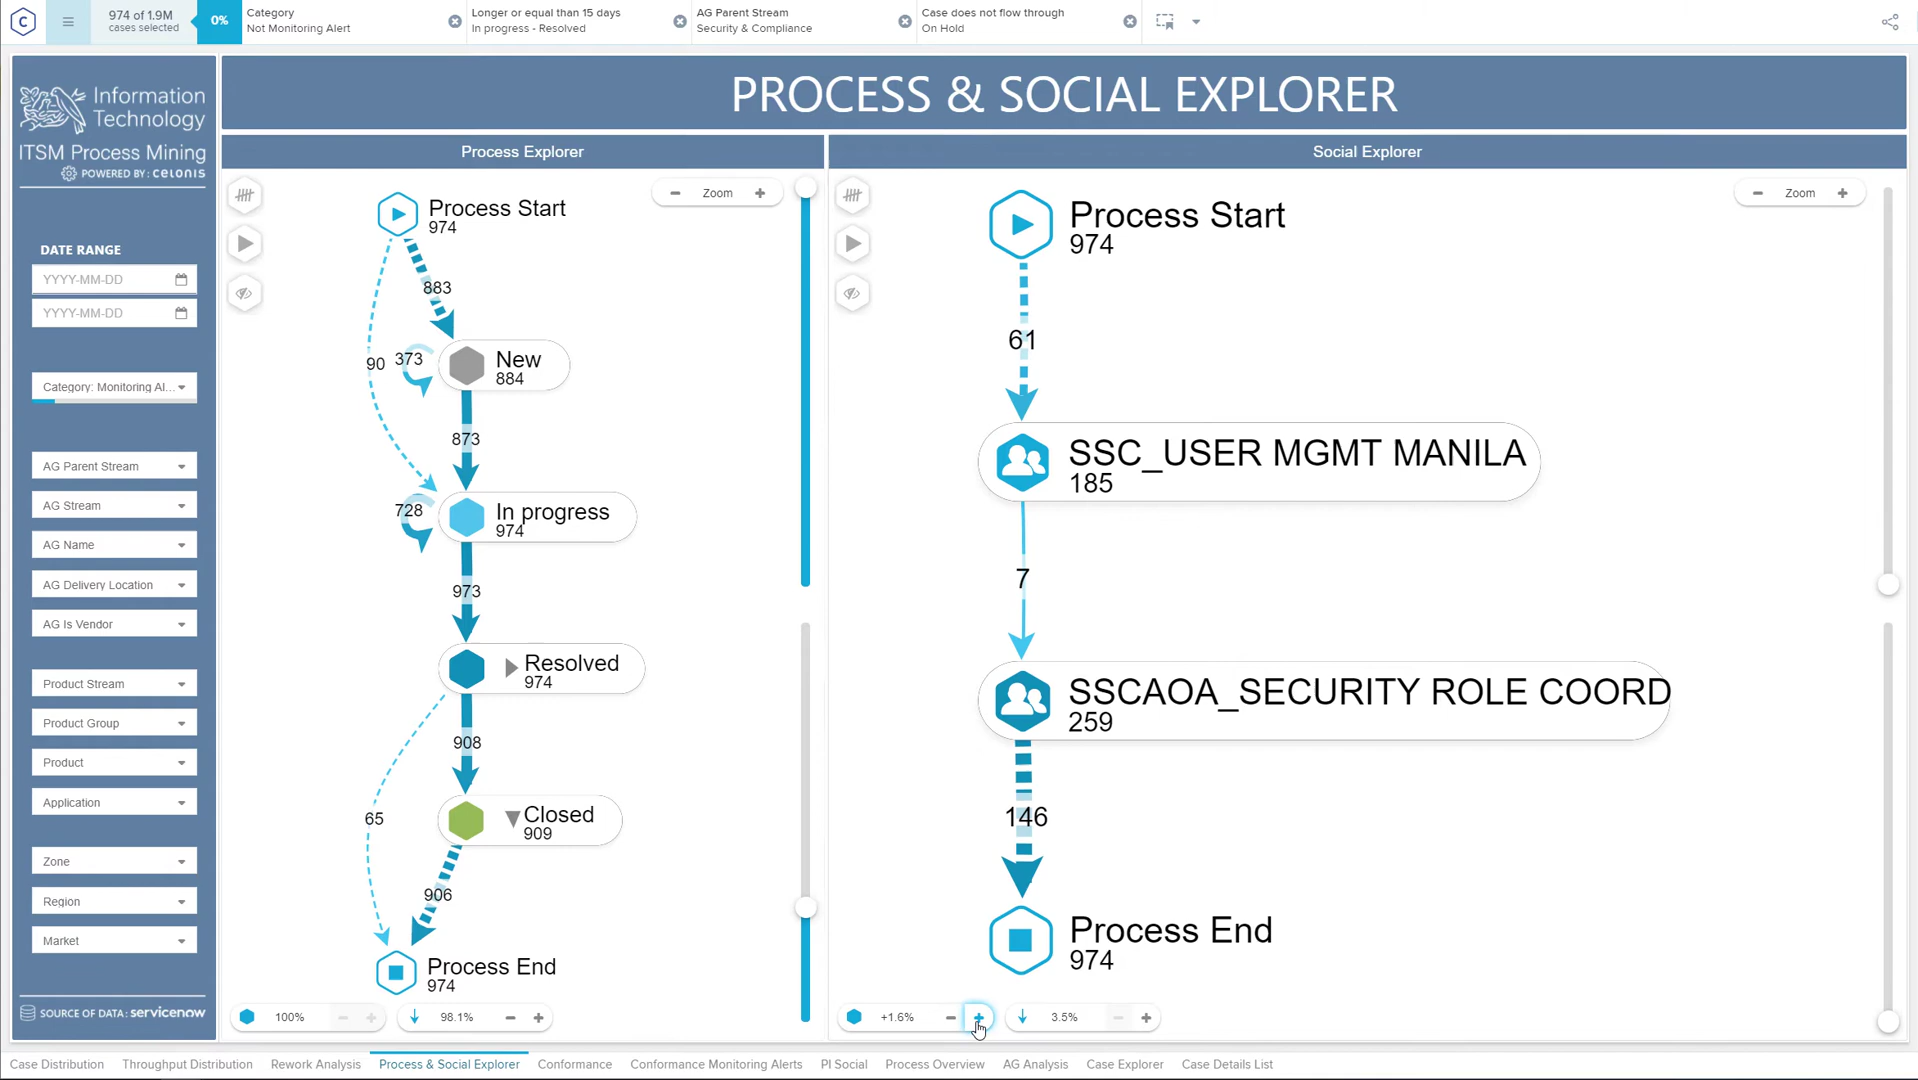 974 of 1.9M
cases selected
0%
Category
Not Monitoring Alert
Longer or equal than 15 days
In progress - Resolved
AG Parent Stream
Security & Compliance
Case does not flow through
On Hold
Information
Technology
ITSM Process Mining
POWERED BY: celonis
PROCESS & SOCIAL EXPLORER
Process Explorer
Social Explorer
DATE RANGE
YYYY-MM-DD
YYYY-MM-DD
Category: Monitoring Al...
AG Parent Stream
AG Stream
AG Name
AG Delivery Location
AG Is Vendor
Product Stream
Product Group
Product
Application
Zone
Region
Market
SOURCE OF DATA: servicenow
Zoom
Process Start
974
883
90
373
New
884
873
728
In progress
974
973
Resolved
974
908
65
Closed
909
906
Process End
974
100%
98.1%
Zoom
Process Start
974
61
SSC_USER MGMT MANILA
185
7
SSCAOA_SECURITY ROLE COORD
259
146
Process End
974
+1.6%
3.5%
Case Distribution
Throughput Distribution
Rework Analysis
Process & Social Explorer
Conformance
Conformance Monitoring Alerts
PI Social
Process Overview
AG Analysis
Case Explorer
Case Details List